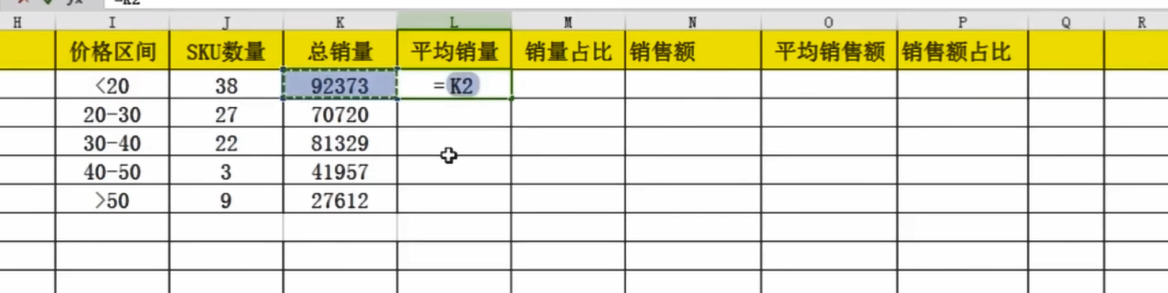 =K2
H I J K L M N O P Q R
价格区间 SKU数量 总销量 平均销量 销量占比 销售额 平均销售额 销售额占比
<20 38 92373 =K2
20-30 27 70720
30-40 22 81329
40-50 3 41957
>50 9 27612